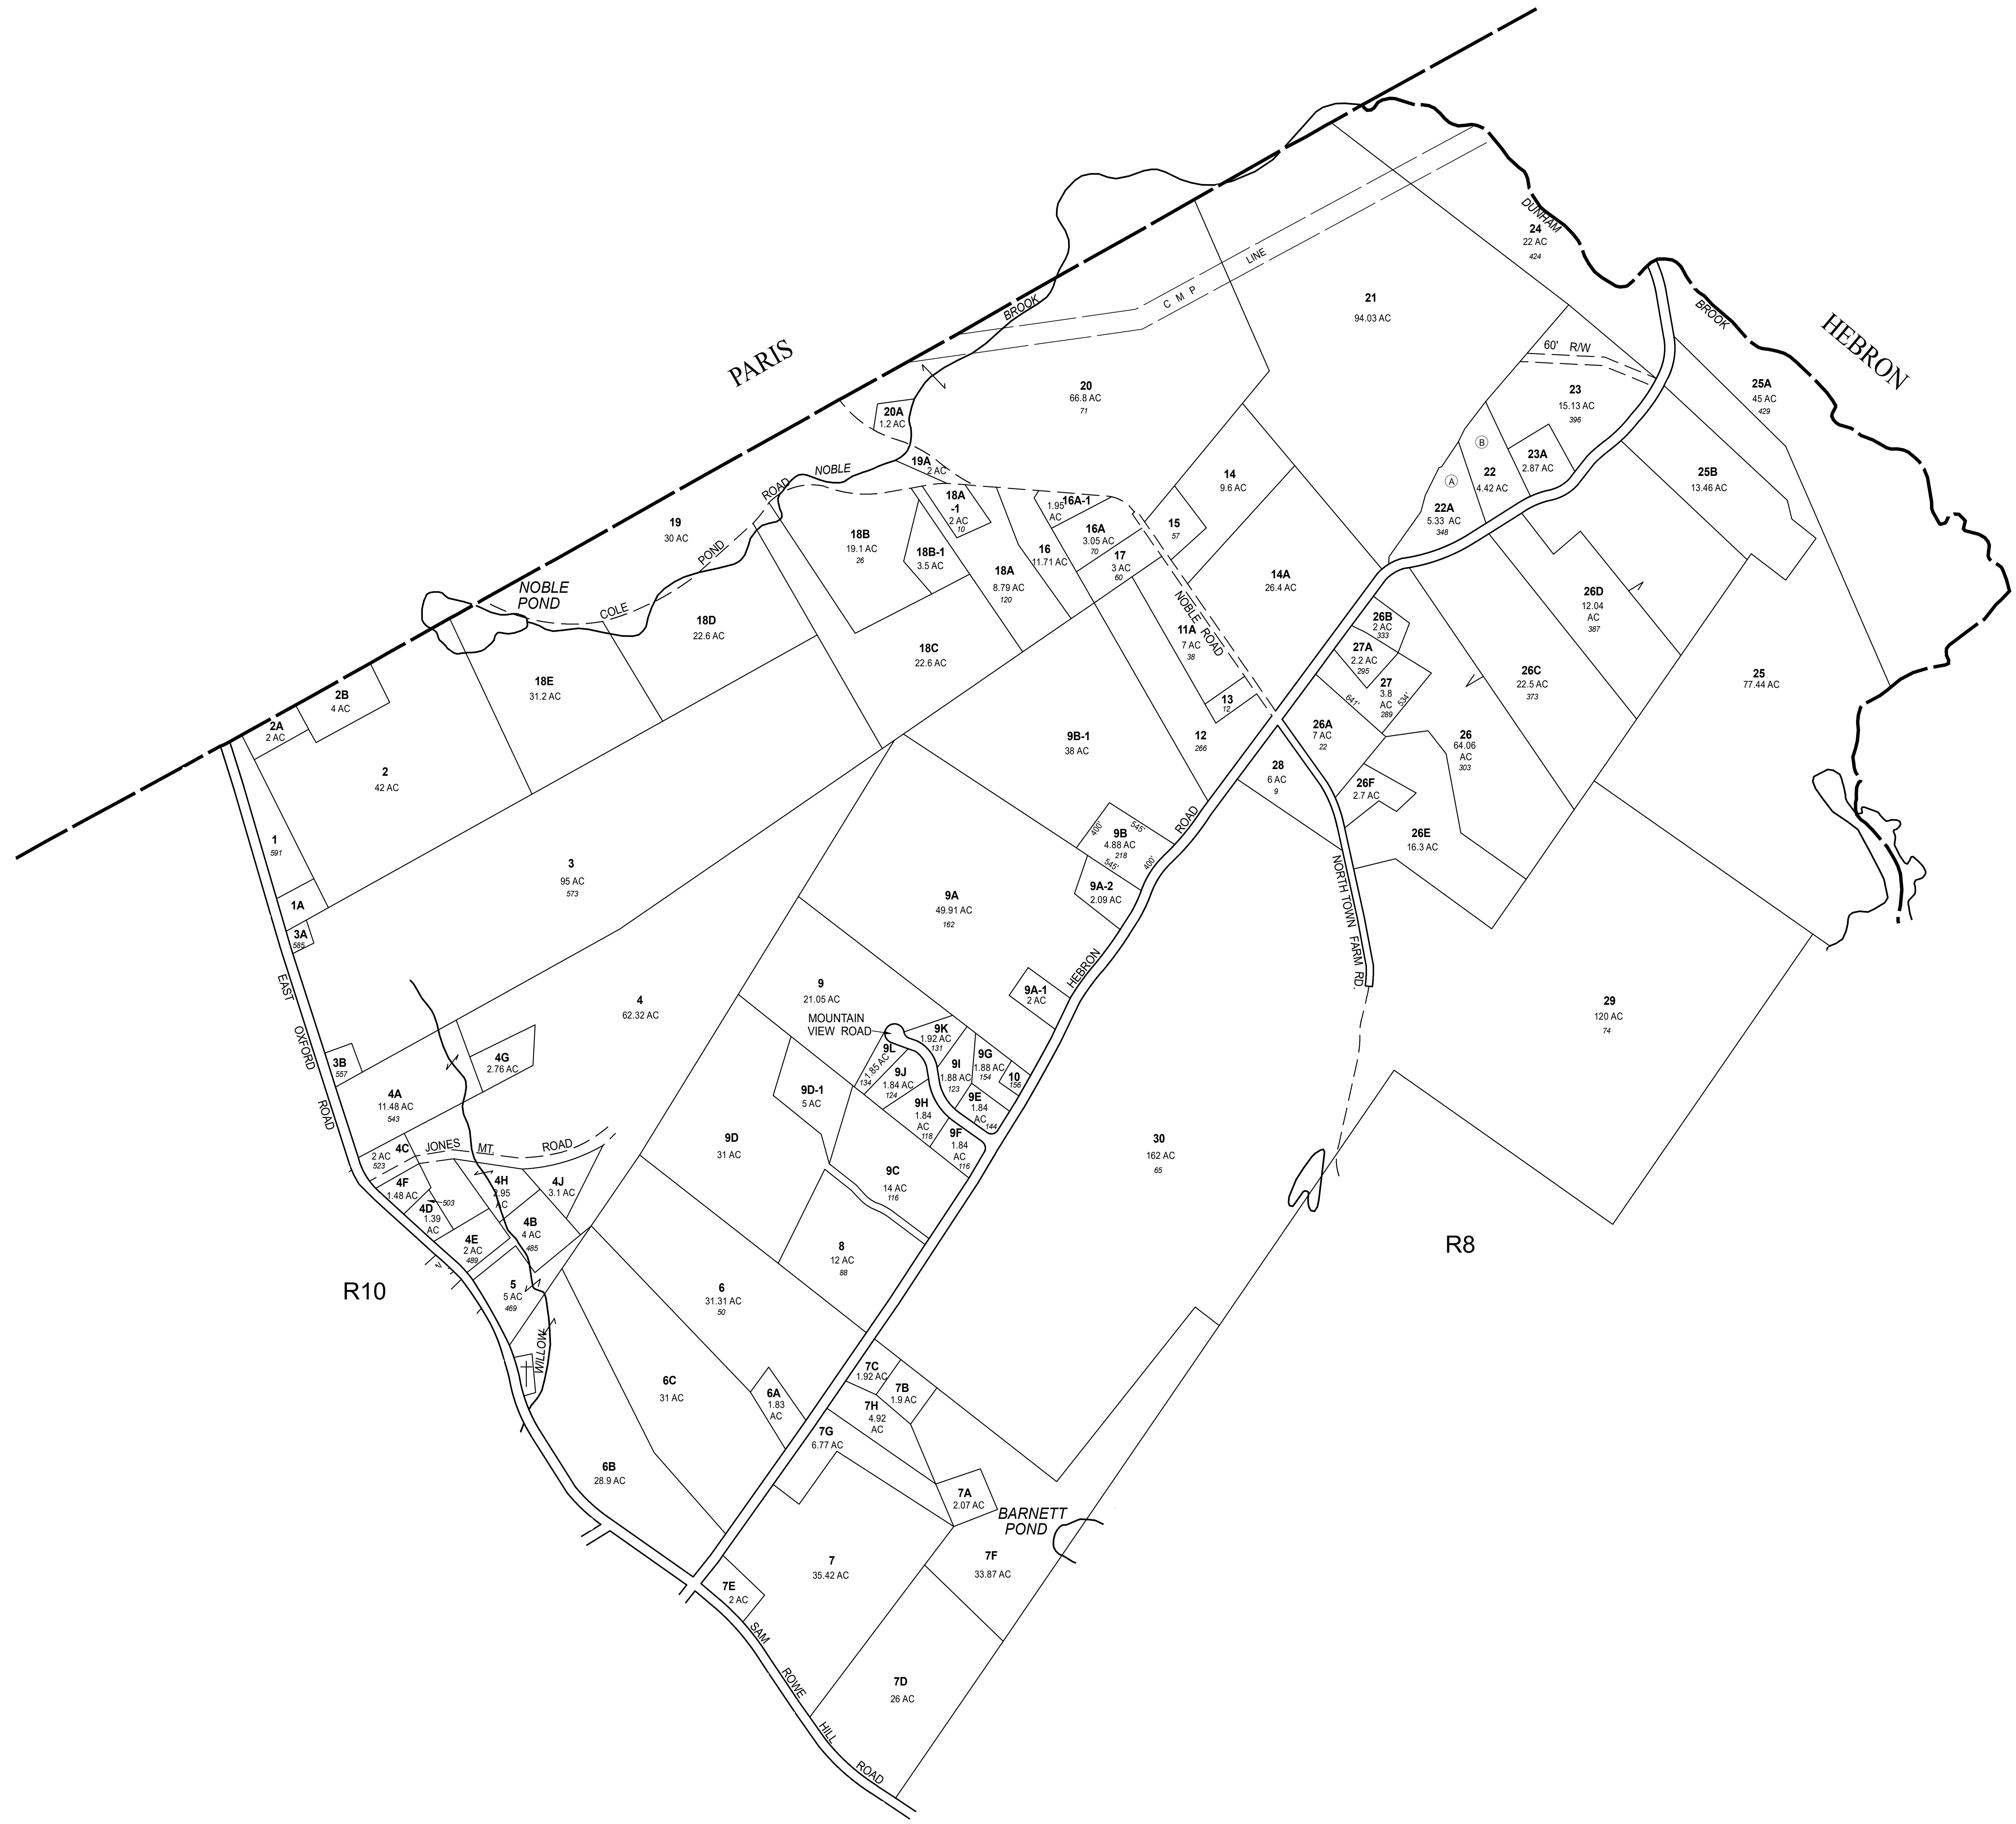 DUNHAM
24
22 AC
424
HEBRON
BROOK
LINE
C M P
21
94.03 AC
BROOK
PARIS
60' R/W
23
15.13 AC
396
25A
45 AC
429
20
66.8 AC
71
20A
1.2 AC
B
23A
2.87 AC
22
4.42 AC
A
22A
5.33 AC
348
25B
13.46 AC
19A
2 AC
NOBLE
ROAD
14
9.6 AC
18A
-1
2 AC
10
16A-1
1.95
AC
16A
3.05 AC
70
15
57
19
30 AC
18B
19.1 AC
26
18B-1
3.5 AC
16
11.71 AC
17
3 AC
60
POND
18A
8.79 AC
120
14A
26.4 AC
NOBLE
POND
COLE
NOBLE ROAD
26D
12.04
AC
387
18D
22.6 AC
11A
7 AC
38
26B
2 AC
333
18C
22.6 AC
27A
2.2 AC
295
26C
22.5 AC
373
25
77.44 AC
18E
31.2 AC
27
3.8
AC
289
641'
534'
2B
4 AC
13
12
2A
2 AC
26A
7 AC
22
9B-1
38 AC
12
266
26
64.06
AC
303
2
42 AC
28
6 AC
9
26F
2.7 AC
ROAD
400'
545'
9B
4.88 AC
218
545'
400'
26E
16.3 AC
1
591
3
95 AC
573
9A-2
2.09 AC
9A
49.91 AC
162
1A
NORTH TOWN FARM RD.
3A
585
HEBRON
EAST
OXFORD
ROAD
9
21.05 AC
9A-1
2 AC
4
62.32 AC
29
120 AC
74
MOUNTAIN
VIEW ROAD
9K
1.92 AC
131
9L
1.85 AC
134
9G
1.88 AC
154
4G
2.76 AC
3B
557
9I
1.88 AC
123
10
156
9J
1.84 AC
124
9D-1
5 AC
4A
11.48 AC
543
9E
1.84
AC
144
9H
1.84
AC
118
9F
1.84
AC
116
9D
31 AC
30
162 AC
65
JONES MT. ROAD
4C
2 AC
523
9C
14 AC
116
4F
1.48 AC
4H
2.95
AC
4J
3.1 AC
503
4D
1.39
AC
4B
4 AC
485
4E
2 AC
489
8
12 AC
88
R8
R10
5
5 AC
469
6
31.31 AC
50
WILLOW
7C
1.92 AC
6C
31 AC
7B
1.9 AC
6A
1.83
AC
7H
4.92
AC
7G
6.77 AC
6B
28.9 AC
7A
2.07 AC
BARNETT
POND
7
35.42 AC
7F
33.87 AC
7E
2 AC
SAM
ROWE
7D
26 AC
HILL
ROAD